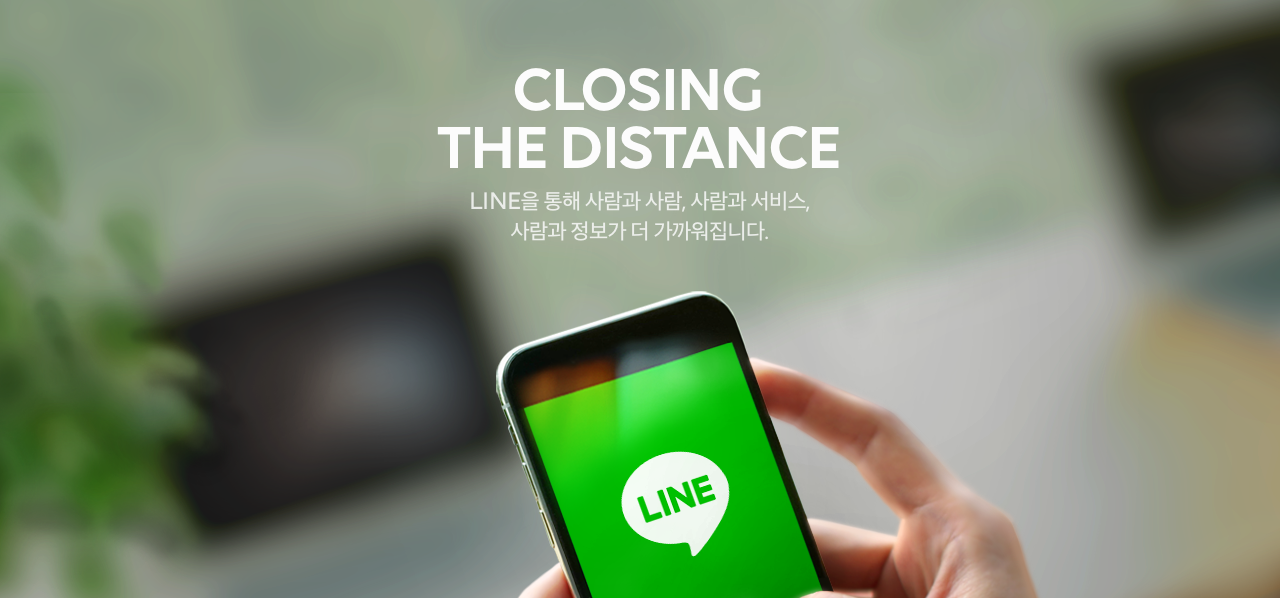 CLOSING
THE DISTANCE
LINE을 통해 사람과 사람, 사람과 서비스,
사람과 정보가 더 가까워집니다.
LINE